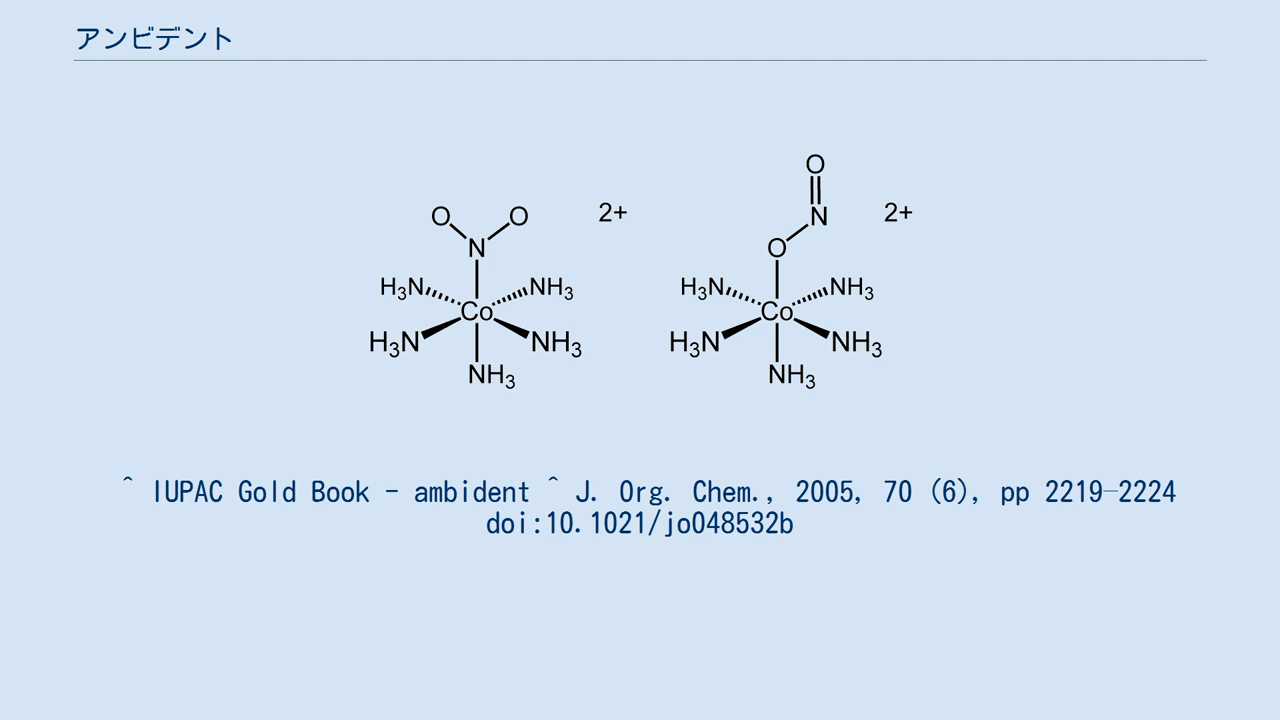 アンビデント
O
O O 2+ N 2+
N O
H3N NH3 H3N NH3
Co Co
H3N NH3 H3N NH3
NH3 NH3
^ IUPAC Gold Book - ambident ^ J. Org. Chem., 2005, 70 (6), pp 2219–2224
doi:10.1021/jo048532b